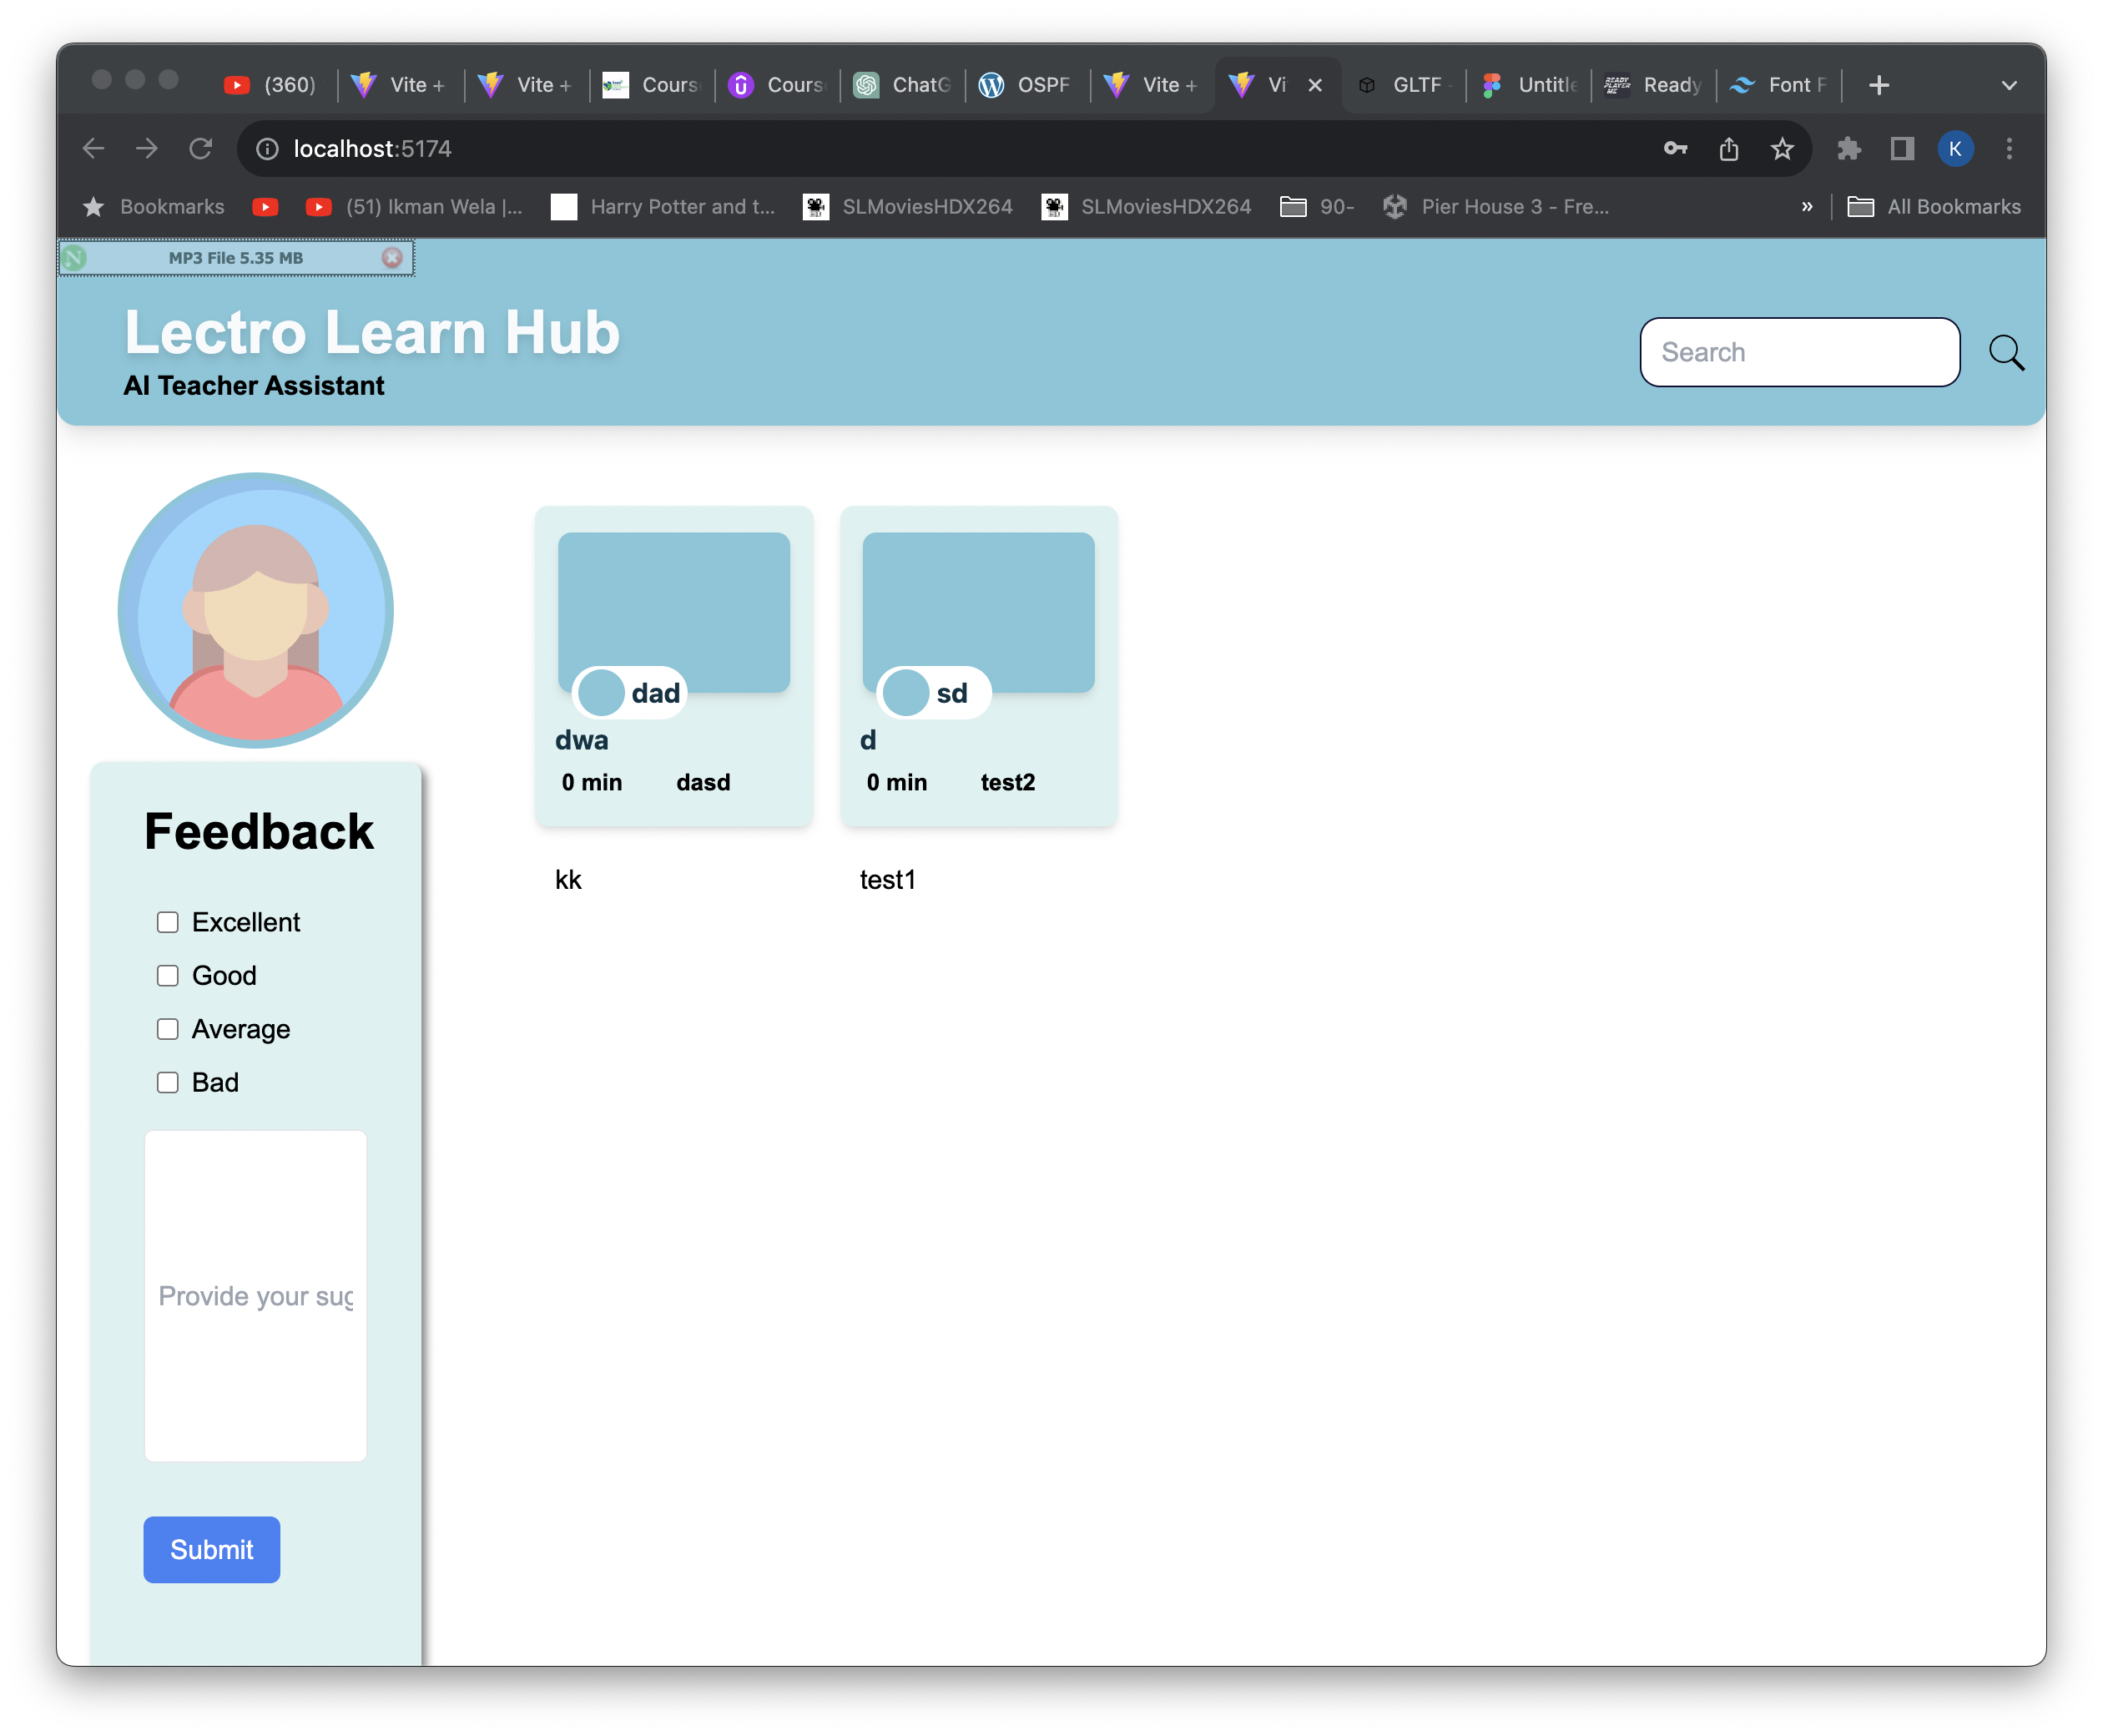 (360) Vite + Vite + Cours Cours ChatG OSPF Vite + Vi GLTF Untitle Ready Font F
localhost:5174 K
Bookmarks (51) Ikman Wela |... Harry Potter and t... SLMoviesHDX264 SLMoviesHDX264 90- Pier House 3 - Fre... » All Bookmarks
MP3 File 5.35 MB
Lectro Learn Hub
AI Teacher Assistant
Search
dad
dwa
0 min dasd
kk
sd
d
0 min test2
test1
Feedback
Excellent
Good
Average
Bad
Provide your sug
Submit